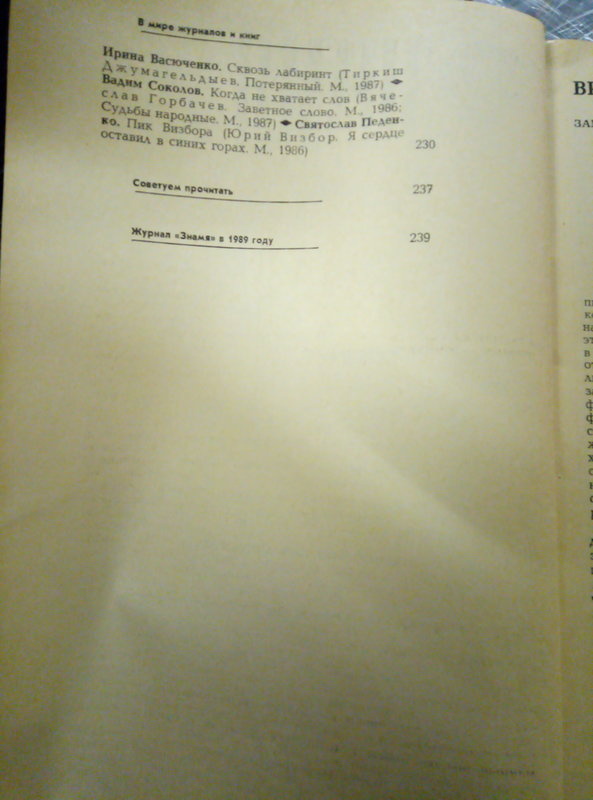 В мире журналов и книг
Ирина Васюченко. Сквозь лабиринт (Тиркиш
Джумагельдыев. Потерянный. М., 1987) ◆
Вадим Соколов. Когда не хватает слов (Вяче-
слав Горбачев. Заветное слово. М., 1986;
Судьбы народные. М., 1987) ◆ Святослав Педен-
ко. Пик Визбора (Юрий Визбор. Я сердце
оставил в синих горах. М., 1986) 230
Советуем прочитать 237
Журнал «Знамя» в 1989 году 239